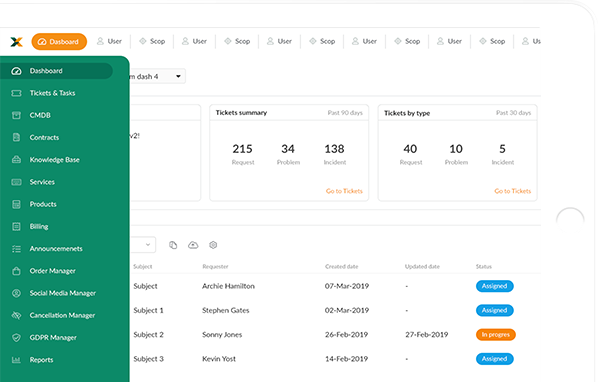 Dasboard User Scop User Scop User Scop User Scop User Scop Us
Dashboard
Tickets & Tasks
CMDB
Contracts
Knowledge Base
Services
Products
Billing
Announcemenets
Order Manager
Social Media Manager
Cancellation Manager
GDPR Manager
Reports
m dash 4
v2!
Tickets summary Past 90 days
215 34 138
Request Problem Incident
Go to Tickets
Tickets by type Past 30 days
40 10 5
Request Problem Incident
Go to Tickets
Subject Requester Created date Updated date Status
Subject Archie Hamilton 07-Mar-2019 - Assigned
Subject 1 Stephen Gates 02-Mar-2019 - Assigned
Subject 2 Sonny Jones 26-Feb-2019 27-Feb-2019 In progres
Subject 3 Kevin Yost 14-Feb-2019 - Assigned